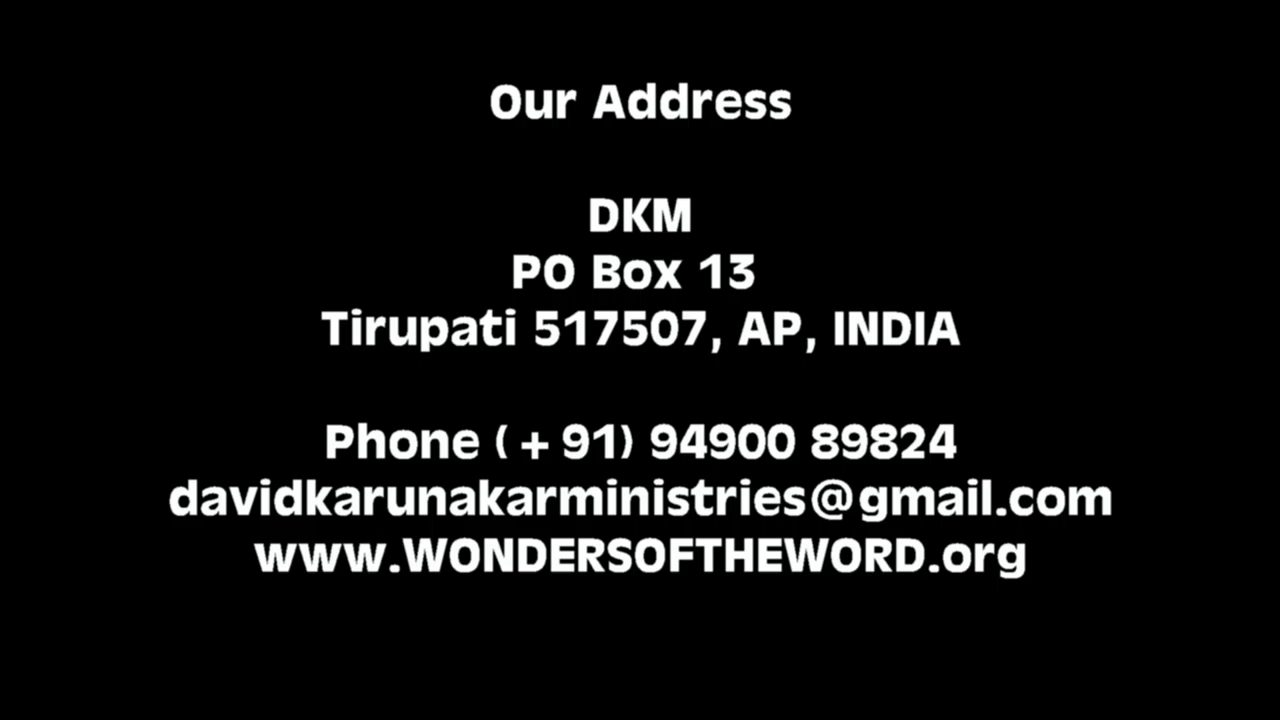 Our Address
DKM
PO Box 13
Tirupati 517507, AP, INDIA
Phone ( + 91) 94900 89824
davidkarunakarministries@gmail.com
www.WONDERSOFTHEWORD.org